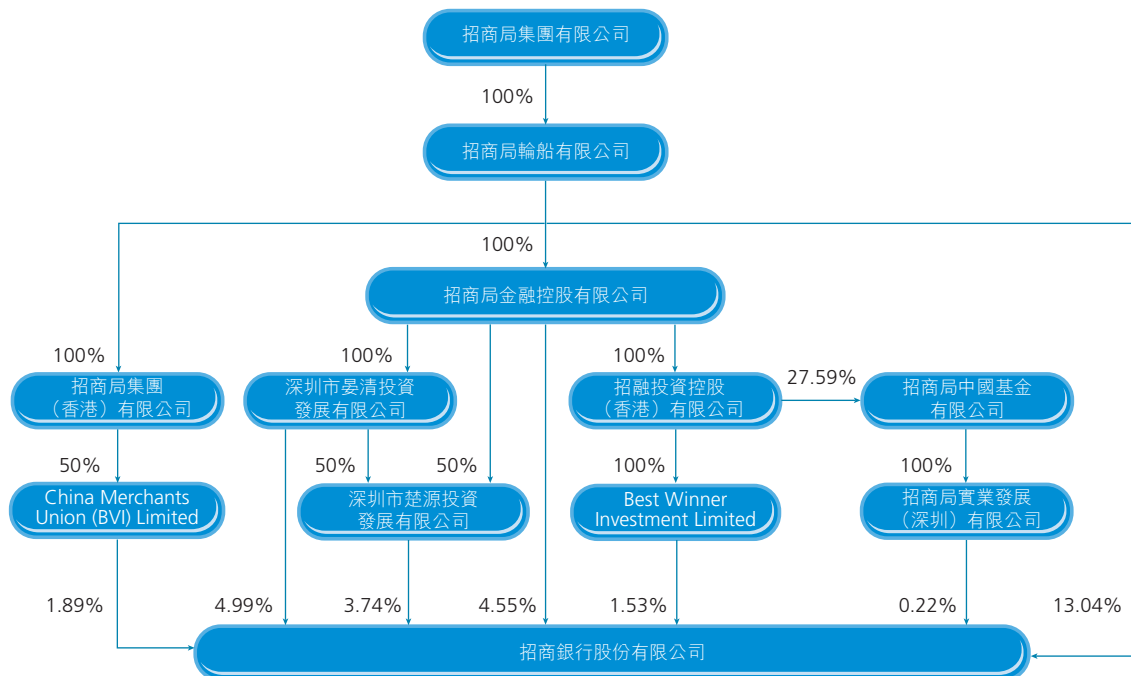 招商局集團有限公司
100%
招商局輪船有限公司
100%
招商局金融控股有限公司
100%
100%
100%
27.59%
招商局集團
（香港）有限公司
深圳市晏清投資
發展有限公司
招融投資控股
（香港）有限公司
招商局中國基金
有限公司
50%
50%
50%
100%
100%
China Merchants
Union (BVI) Limited
深圳市楚源投資
發展有限公司
Best Winner
Investment Limited
招商局實業發展
（深圳）有限公司
1.89%
4.99%
3.74%
4.55%
1.53%
0.22%
13.04%
招商銀行股份有限公司